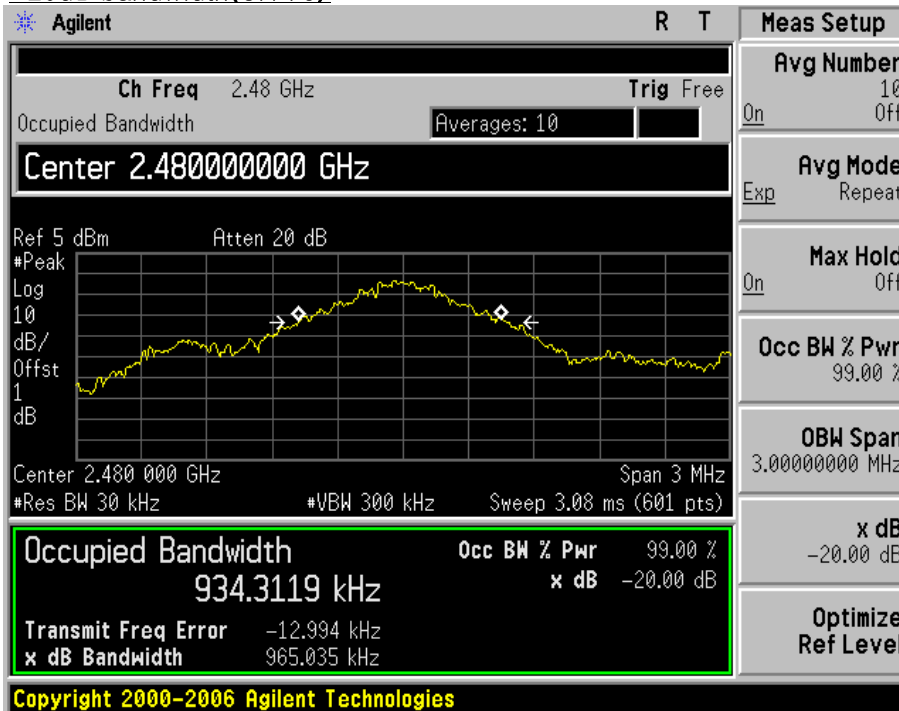 Agilent R T Meas Setup
Ch Freq 2.48 GHz Trig Free
Occupied Bandwidth Averages: 10
Center 2.480000000 GHz
Ref 5 dBm Atten 20 dB
#Peak
Log
10
dB/
Offst
1
dB
Center 2.480 000 GHz Span 3 MHz
#Res BW 30 kHz #VBW 300 kHz Sweep 3.08 ms (601 pts)
Occupied Bandwidth
934.3119 kHz
Occ BW % Pwr 99.00 %
x dB -20.00 dB
Transmit Freq Error -12.994 kHz
x dB Bandwidth 965.035 kHz
Avg Number
10
On Off
Avg Mode
Exp Repeat
Max Hold
On Off
Occ BW % Pwr
99.00 %
OBW Span
3.00000000 MHz
x dB
-20.00 dB
Optimize
Ref Level
Copyright 2000-2006 Agilent Technologies